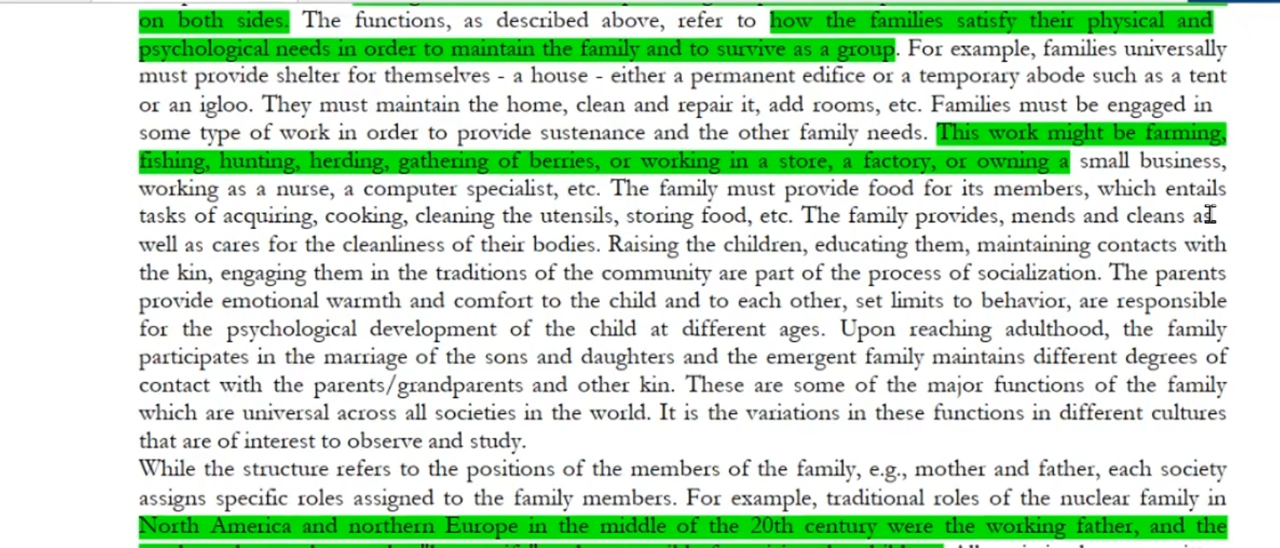 on both sides. The functions, as described above, refer to how the families satisfy their physical and
psychological needs in order to maintain the family and to survive as a group. For example, families universally
must provide shelter for themselves - a house - either a permanent edifice or a temporary abode such as a tent
or an igloo. They must maintain the home, clean and repair it, add rooms, etc. Families must be engaged in
some type of work in order to provide sustenance and the other family needs. This work might be farming,
fishing, hunting, herding, gathering of berries, or working in a store, a factory, or owning a small business,
working as a nurse, a computer specialist, etc. The family must provide food for its members, which entails
tasks of acquiring, cooking, cleaning the utensils, storing food, etc. The family provides, mends and cleans as
well as cares for the cleanliness of their bodies. Raising the children, educating them, maintaining contacts with
the kin, engaging them in the traditions of the community are part of the process of socialization. The parents
provide emotional warmth and comfort to the child and to each other, set limits to behavior, are responsible
for the psychological development of the child at different ages. Upon reaching adulthood, the family
participates in the marriage of the sons and daughters and the emergent family maintains different degrees of
contact with the parents/grandparents and other kin. These are some of the major functions of the family
which are universal across all societies in the world. It is the variations in these functions in different cultures
that are of interest to observe and study.
While the structure refers to the positions of the members of the family, e.g., mother and father, each society
assigns specific roles assigned to the family members. For example, traditional roles of the nuclear family in
North America and northern Europe in the middle of the 20th century were the working father, and the